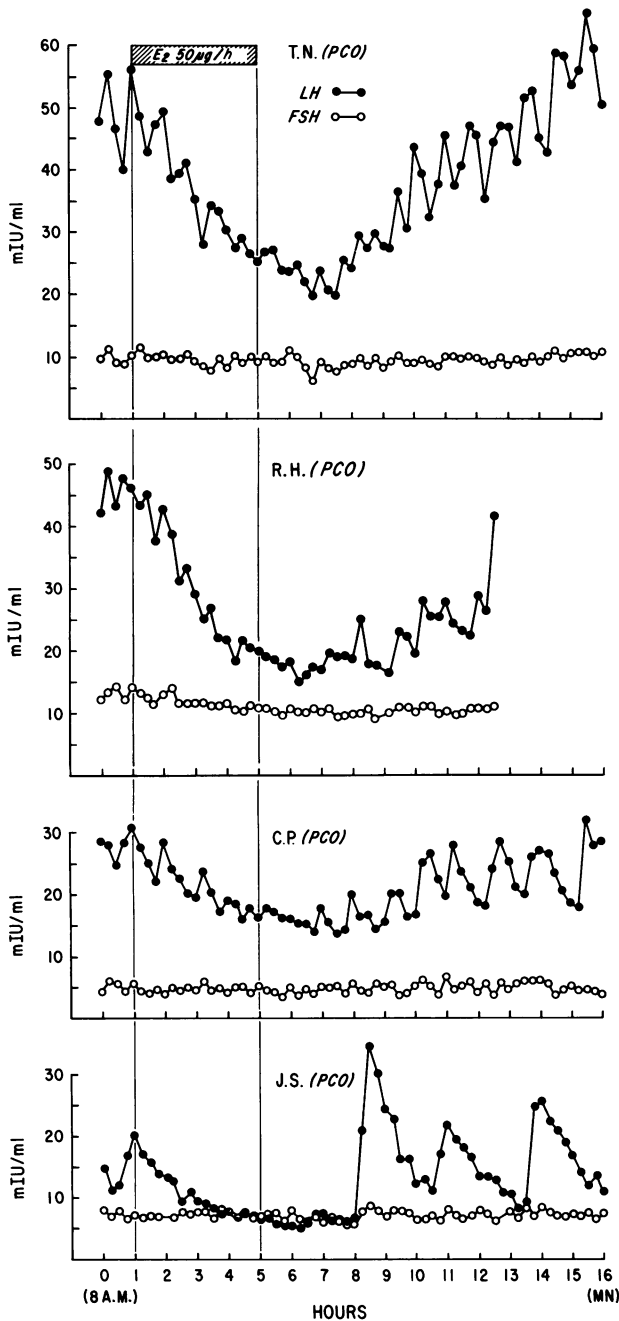 60
50
40
30
20
10
mIU/ml
E₂ 50μg/h
T.N. (PCO)
LH
FSH
50
40
30
20
10
mIU/ml
R.H. (PCO)
30
20
10
mIU/ml
C.P. (PCO)
30
20
10
0
mIU/ml
J.S. (PCO)
0 1 2 3 4 5 6 7 8 9 10 11 12 13 14 15 16
(8 A.M.) (MN)
HOURS